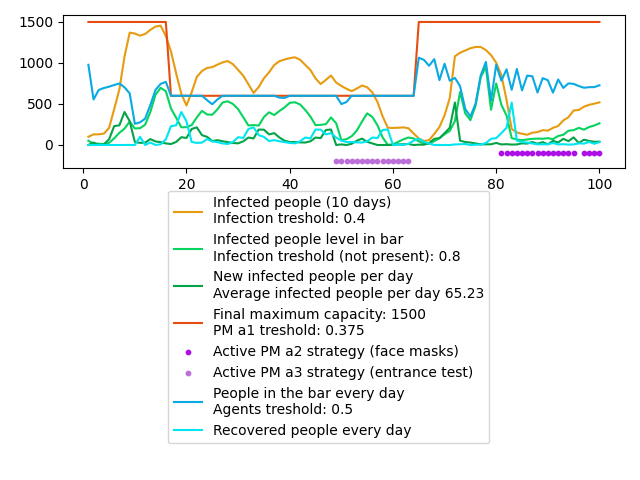 1500
1000
500
0
0 20 40 60 80 100
Infected people (10 days)
Infection treshold: 0.4
Infected people level in bar
Infection treshold (not present): 0.8
New infected people per day
Average infected people per day 65.23
Final maximum capacity: 1500
PM a1 treshold: 0.375
Active PM a2 strategy (face masks)
Active PM a3 strategy (entrance test)
People in the bar every day
Agents treshold: 0.5
Recovered people every day